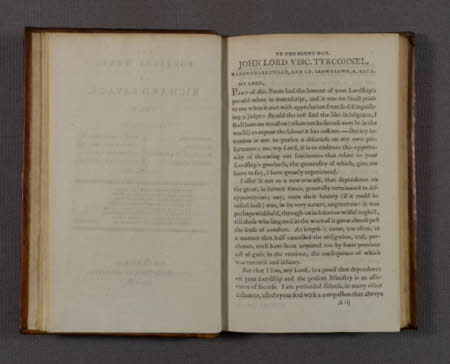 TO THE RIGHT HON.
JOHN LORD VISC. TYRCONNEL,
BARON CHARLEVILLE, AND LD. BROWNLOWE, K. BATH.
MY LORD,
PART of this Poem had the honour of your Lordship's
perusal when in manuscript, and it was no small pride
to me when it met with approbation from so distinguish-
ing a judge: should the rest find the like indulgence, I
shall have no occasion (whatever its success may be in the
world) to repent the labour it has cost me.—But my in-
tention is not to pursue a discourse on my own per-
formance; no, my Lord, it is to embrace this opportu-
nity of throwing out sentiments that relate to your
Lordship's goodness, the generosity of which, give me
leave to say, I have greatly experienced.
I offer it not as a new remark, that dependence on
the great, in former times, generally terminated in dis-
appointment; nay, even their bounty (if it could be
called such) was, in its very nature, ungenerous: it was
perhaps withheld, through an indolent or wilful neglect,
till those who lingered in the want of it grew almost past
the sense of comfort. At length it came, too often, in
a manner that half cancelled the obligation, and, per-
chance, must have been acquired too by some previous
act of guilt in the receiver, the consequence of which
was remorse and infamy.
But that I live, my Lord, is a proof that dependence
on your Lordship and the present Ministry is an assu-
rance of success. I am persuaded distress, in many other
instances, affects your soul with a compassion that always
A iij